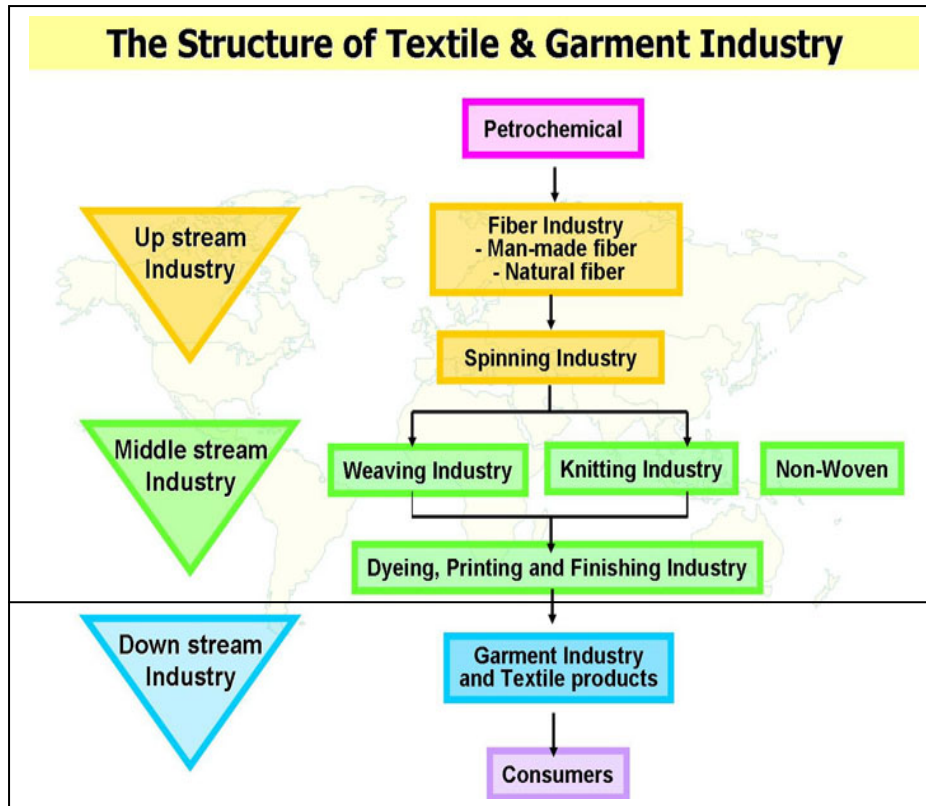 The Structure of Textile & Garment Industry
Petrochemical
Up stream
Industry
Fiber Industry
- Man-made fiber
- Natural fiber
Spinning Industry
Middle stream
Industry
Weaving Industry
Knitting Industry
Non-Woven
Dyeing, Printing and Finishing Industry
Down stream
Industry
Garment Industry
and Textile products
Consumers